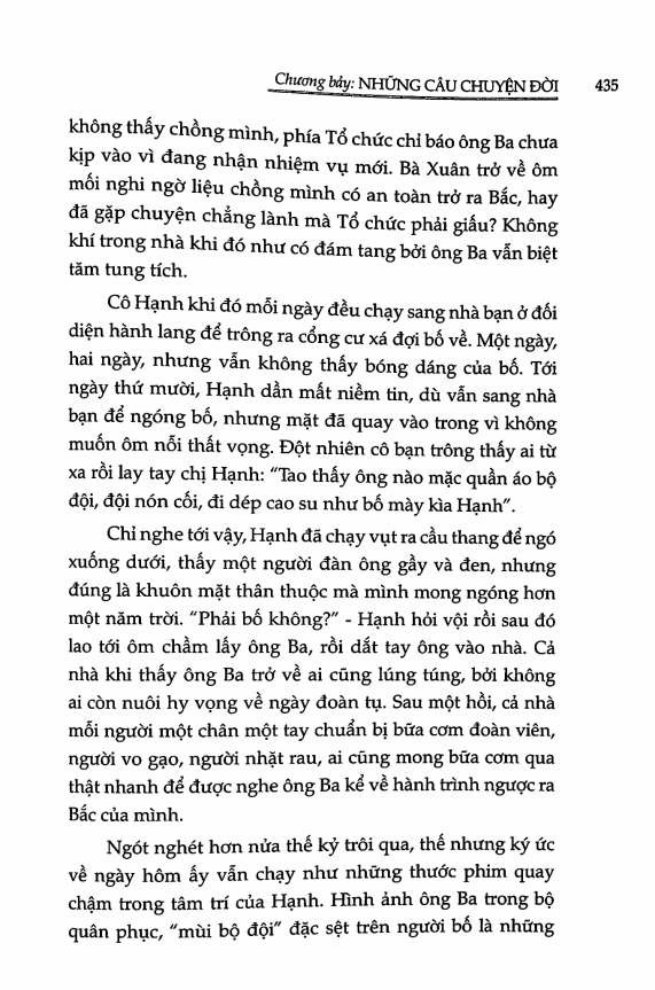 Chương bảy: NHỮNG CÂU CHUYỆN ĐỜI 435
không thấy chồng mình, phía Tổ chức chỉ báo ông Ba chưa
kịp vào vì đang nhận nhiệm vụ mới. Bà Xuân trở về ôm
mối nghi ngờ liệu chồng mình có an toàn trở ra Bắc, hay
đã gặp chuyện chẳng lành mà Tổ chức phải giấu? Không
khí trong nhà khi đó như có đám tang bởi ông Ba vẫn biệt
tăm tung tích.
Cô Hạnh khi đó mỗi ngày đều chạy sang nhà bạn ở đối
diện hành lang để trông ra cổng cư xá đợi bố về. Một ngày,
hai ngày, nhưng vẫn không thấy bóng dáng của bố. Tới
ngày thứ mười, Hạnh dần mất niềm tin, dù vẫn sang nhà
bạn để ngóng bố, nhưng mặt đã quay vào trong vì không
muốn ôm nỗi thất vọng. Đột nhiên cô bạn trông thấy ai từ
xa rồi lay tay chị Hạnh: "Tao thấy ông nào mặc quần áo bộ
đội, đội nón cối, đi dép cao su như bố mày kìa Hạnh".
Chỉ nghe tới vậy, Hạnh đã chạy vụt ra cầu thang để ngó
xuống dưới, thấy một người đàn ông gầy và đen, nhưng
đúng là khuôn mặt thân thuộc mà mình mong ngóng hơn
một năm trời. "Phải bố không?" - Hạnh hỏi vội rồi sau đó
lao tới ôm chầm lấy ông Ba, rồi dắt tay ông vào nhà. Cả
nhà khi thấy ông Ba trở về ai cũng lúng túng, bởi không
ai còn nuôi hy vọng về ngày đoàn tụ. Sau một hồi, cả nhà
mỗi người một chân một tay chuẩn bị bữa cơm đoàn viên,
người vo gạo, người nhặt rau, ai cũng mong bữa cơm qua
thật nhanh để được nghe ông Ba kể về hành trình ngược ra
Bắc của mình.
Ngót nghét hơn nửa thế kỷ trôi qua, thế nhưng ký ức
về ngày hôm ấy vẫn chạy như những thước phim quay
chậm trong tâm trí của Hạnh. Hình ảnh ông Ba trong bộ
quân phục, "mùi bộ đội" đặc sệt trên người bố là những